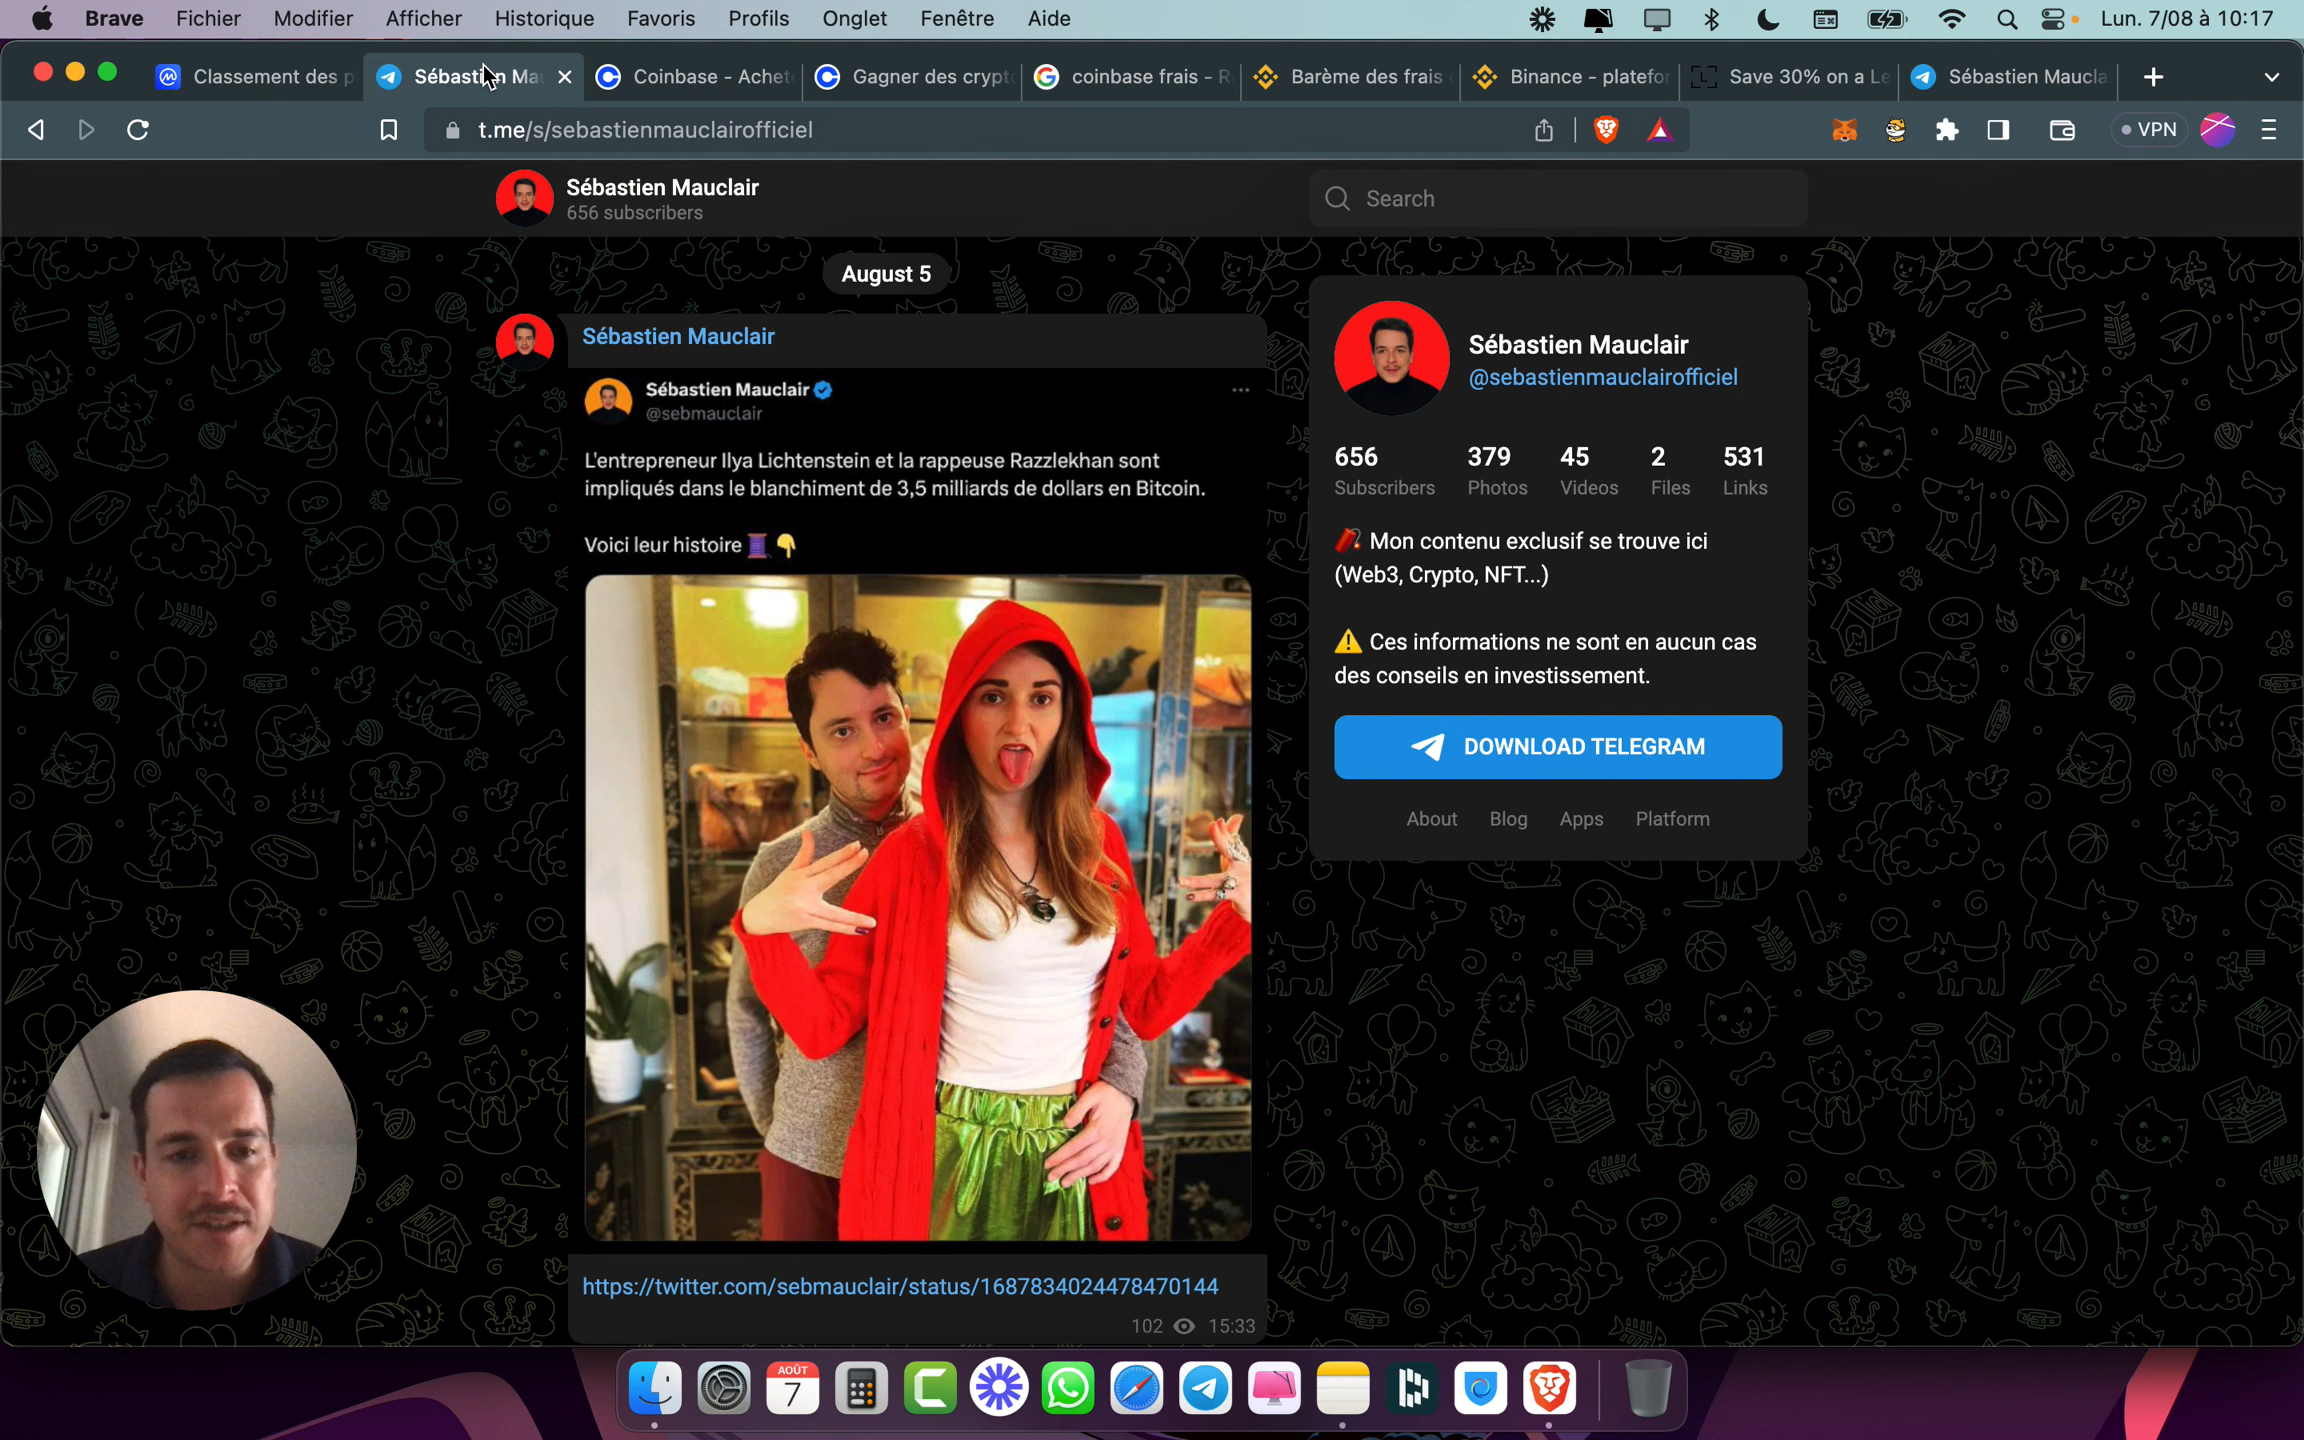 Brave Fichier Modifier Afficher Historique Favoris Profils Onglet Fenêtre Aide Lun. 7/08 à 10:17
Classement des p Sébastien Mau Coinbase - Achet Gagner des crypt coinbase frais - R Barème des frais Binance - platefor Save 30% on a Le Sébastien Maucla
t.me/s/sebastienmauclairofficiel VPN
Sébastien Mauclair
656 subscribers
Search
August 5
Sébastien Mauclair
Sébastien Mauclair
@sebmauclair
L'entrepreneur Ilya Lichtenstein et la rappeuse Razzlekhan sont
impliqués dans le blanchiment de 3,5 milliards de dollars en Bitcoin.
Voici leur histoire 🧵👇
https://twitter.com/sebmauclair/status/1687834024478470144
102 15:33
Sébastien Mauclair
@sebastienmauclairofficiel
656 379 45 2 531
Subscribers Photos Videos Files Links
🧨 Mon contenu exclusif se trouve ici
(Web3, Crypto, NFT...)
⚠️ Ces informations ne sont en aucun cas
des conseils en investissement.
DOWNLOAD TELEGRAM
About Blog Apps Platform
AOÛT
7